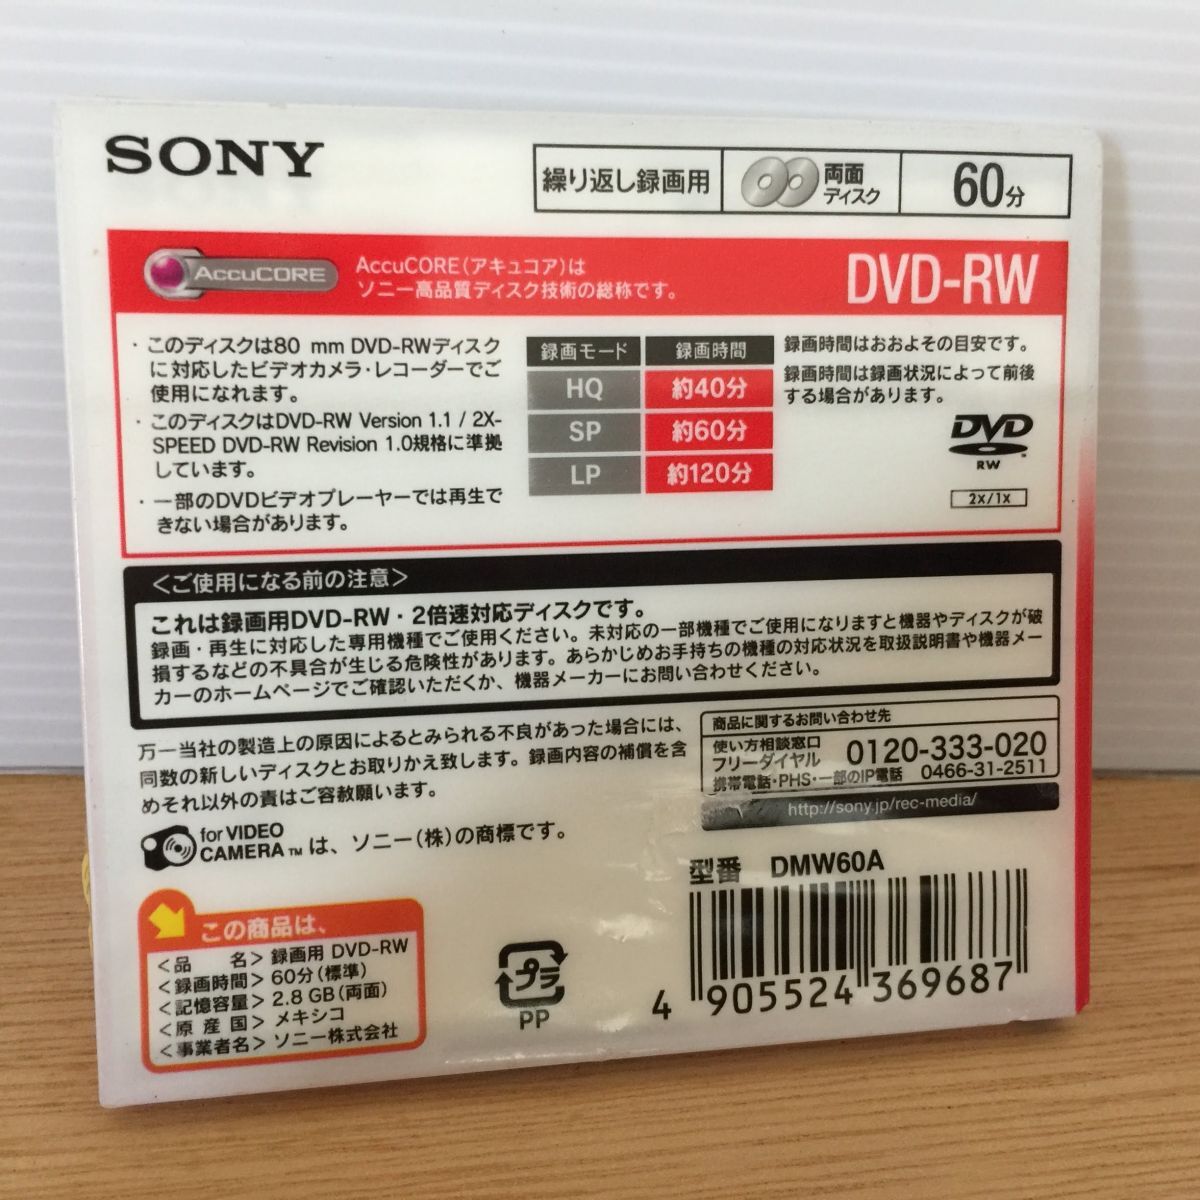 SONY
繰り返し録画用
両面
ディスク
60分
AccuCORE
AccuCORE(アキュコア)は
ソニー高品質ディスク技術の総称です。
DVD-RW
・このディスクは80 mm DVD-RWディスク
に対応したビデオカメラ・レコーダーでご
使用になれます。
・このディスクはDVD-RW Version 1.1 / 2X-
SPEED DVD-RW Revision 1.0規格に準拠
しています。
・一部のDVDビデオプレーヤーでは再生で
きない場合があります。
録画モード 録画時間
HQ 約40分
SP 約60分
LP 約120分
録画時間はおおよその目安です。
録画時間は録画状況によって前後
する場合があります。
DVD
RW
2x/1x
<ご使用になる前の注意>
これは録画用DVD-RW・2倍速対応ディスクです。
録画・再生に対応した専用機種でご使用ください。未対応の一部機種でご使用になりますと機器やディスクが破
損するなどの不具合が生じる危険性があります。あらかじめお手持ちの機種の対応状況を取扱説明書や機器メー
カーのホームページでご確認いただくか、機器メーカーにお問い合わせください。
万一当社の製造上の原因によるとみられる不良があった場合には、
同数の新しいディスクとお取りかえ致します。録画内容の補償を含
めそれ以外の責はご容赦願います。
for VIDEO
CAMERA™ は、ソニー(株)の商標です。
商品に関するお問い合わせ先
使い方相談窓口
フリーダイヤル 0120-333-020
携帯電話・PHS・一部のIP電話 0466-31-2511
http://sony.jp/rec-media/
型番 DMW60A
4 905524 369687
この商品は、
<品 名> 録画用 DVD-RW
<録画時間> 60分(標準)
<記憶容量> 2.8 GB(両面)
<原産国> メキシコ
<事業者名> ソニー株式会社
プラ
PP